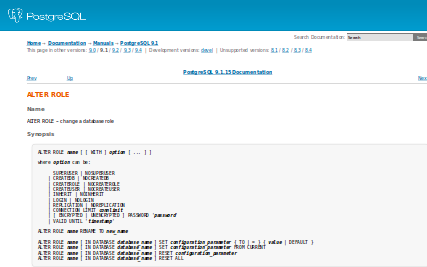 PostgreSQL
Search Documentation: Search
Home → Documentation → Manuals → PostgreSQL 9.1
This page in other versions: 9.0 / 9.1 / 9.2 / 9.3 / 9.4 | Development versions: devel | Unsupported versions: 8.1 / 8.2 / 8.3 / 8.4
PostgreSQL 9.1.15 Documentation
Prev Up Next
ALTER ROLE
Name
ALTER ROLE -- change a database role
Synopsis
ALTER ROLE name [ [ WITH ] option [ ... ] ]
where option can be:
SUPERUSER | NOSUPERUSER
| CREATEDB | NOCREATEDB
| CREATEROLE | NOCREATEROLE
| CREATEUSER | NOCREATEUSER
| INHERIT | NOINHERIT
| LOGIN | NOLOGIN
| REPLICATION | NOREPLICATION
| CONNECTION LIMIT connlimit
| [ ENCRYPTED | UNENCRYPTED ] PASSWORD 'password'
| VALID UNTIL 'timestamp'
ALTER ROLE name RENAME TO new_name
ALTER ROLE name [ IN DATABASE database_name ] SET configuration_parameter { TO | = } { value | DEFAULT }
ALTER ROLE name [ IN DATABASE database_name ] SET configuration_parameter FROM CURRENT
ALTER ROLE name [ IN DATABASE database_name ] RESET configuration_parameter
ALTER ROLE name [ IN DATABASE database_name ] RESET ALL